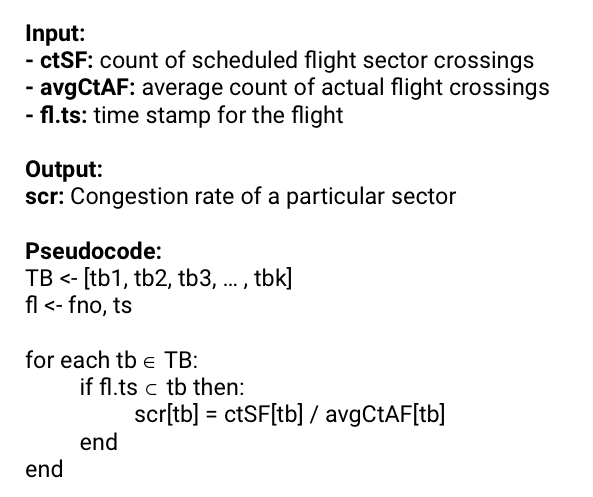 Input:
- ctSF: count of scheduled flight sector crossings
- avgCtAF: average count of actual flight crossings
- fl.ts: time stamp for the flight
Output:
scr: Congestion rate of a particular sector
Pseudocode:
TB <- [tb1, tb2, tb3, ... , tbk]
fl <- fno, ts
for each tb ∈ TB:
if fl.ts ⊂ tb then:
scr[tb] = ctSF[tb] / avgCtAF[tb]
end
end